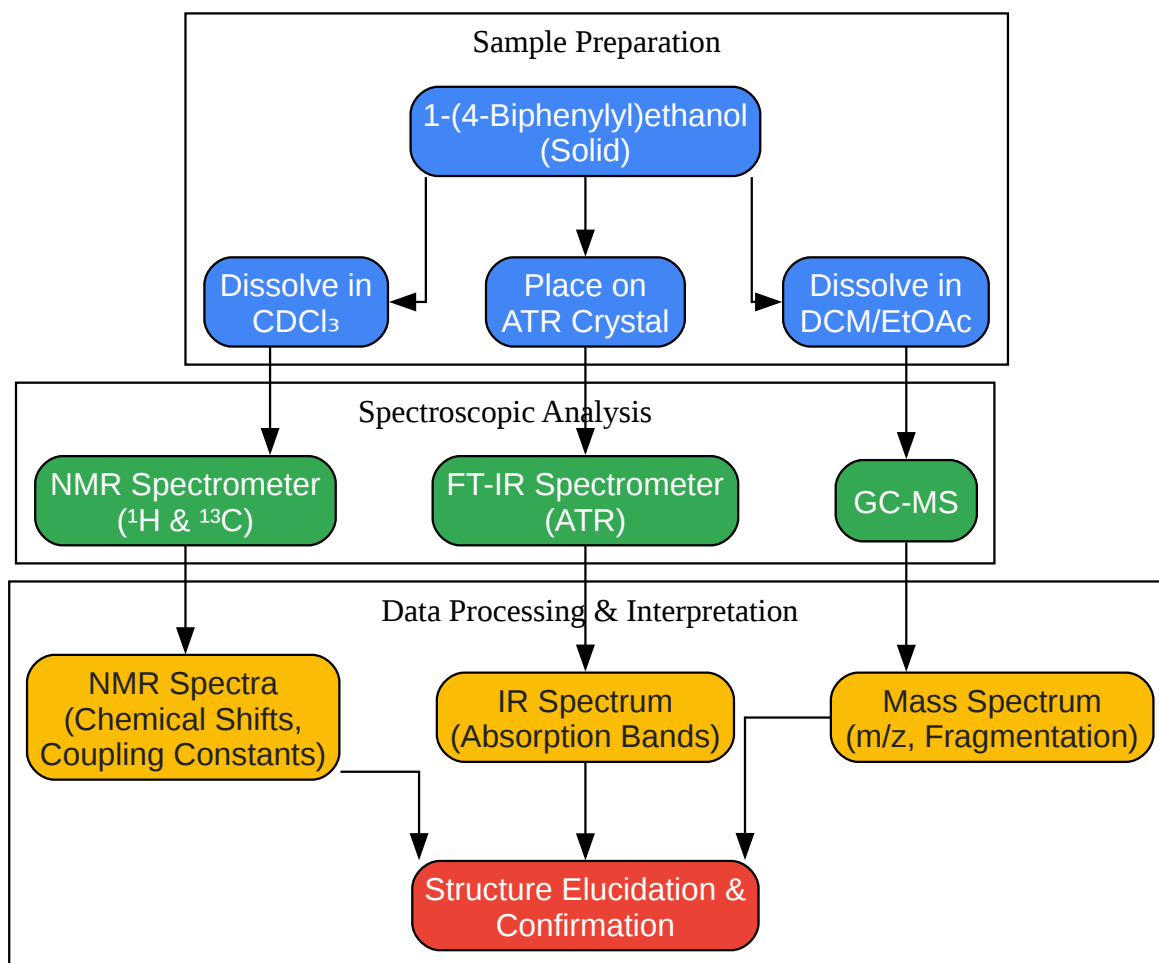 Sample Preparation
1-(4-Biphenylyl)ethanol
(Solid)
Dissolve in
CDCl₃
Place on
ATR Crystal
Dissolve in
DCM/EtOAc
Spectroscopic Analysis
NMR Spectrometer
(¹H & ¹³C)
FT-IR Spectrometer
(ATR)
GC-MS
Data Processing & Interpretation
NMR Spectra
(Chemical Shifts,
Coupling Constants)
IR Spectrum
(Absorption Bands)
Mass Spectrum
(m/z, Fragmentation)
Structure Elucidation &
Confirmation